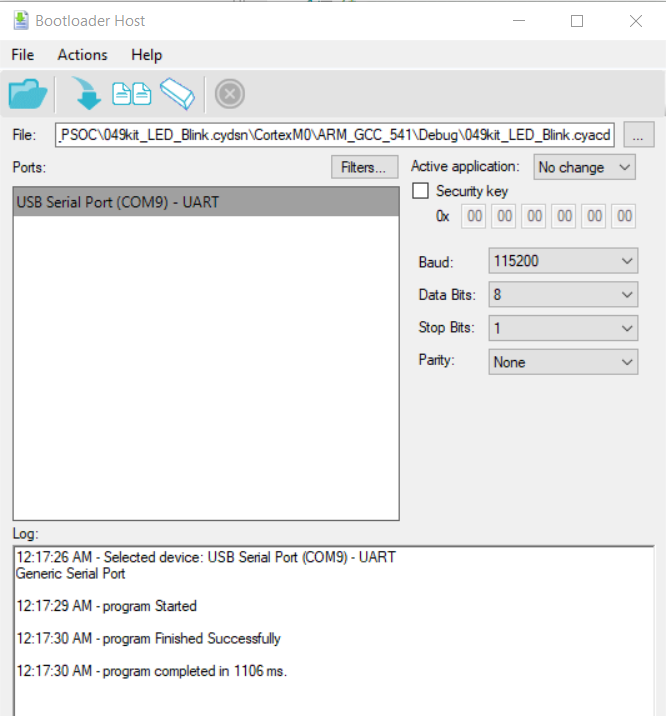 Bootloader Host
File Actions Help
File: _PSOC\049kit_LED_Blink.cydsn\CortexM0\ARM_GCC_541\Debug\049kit_LED_Blink.cyacd ...
Ports: Filters... Active application: No change
USB Serial Port (COM9) - UART
Security key
0x 00 00 00 00 00 00
Baud: 115200
Data Bits: 8
Stop Bits: 1
Parity: None
Log:
12:17:26 AM - Selected device: USB Serial Port (COM9) - UART
Generic Serial Port
12:17:29 AM - program Started
12:17:30 AM - program Finished Successfully
12:17:30 AM - program completed in 1106 ms.